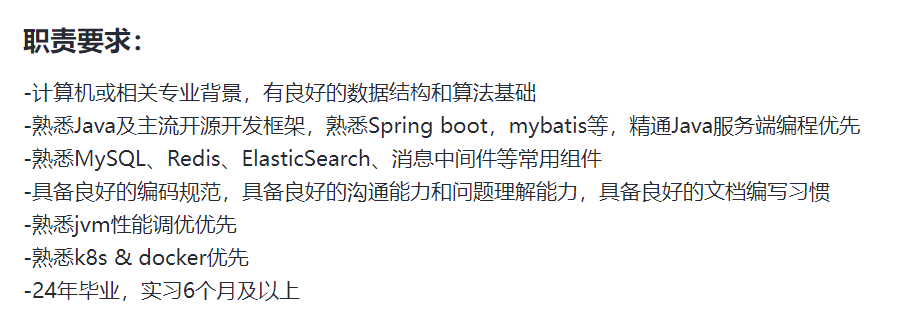 职责要求：
-计算机或相关专业背景，有良好的数据结构和算法基础
-熟悉Java及主流开源开发框架，熟悉Spring boot，mybatis等，精通Java服务端编程优先
-熟悉MySQL、Redis、ElasticSearch、消息中间件等常用组件
-具备良好的编码规范，具备良好的沟通能力和问题理解能力，具备良好的文档编写习惯
-熟悉jvm性能调优优先
-熟悉k8s & docker优先
-24年毕业，实习6个月及以上